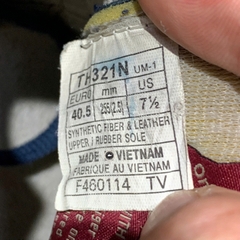 TH321N UM-1
EURO mm US
40.5 255(2.5) 7½
SYNTHETIC FIBER & LEATHER
UPPER / RUBBER SOLE
MADE VIETNAM
FABRIQUE AU VIETNAM
F460114 TV